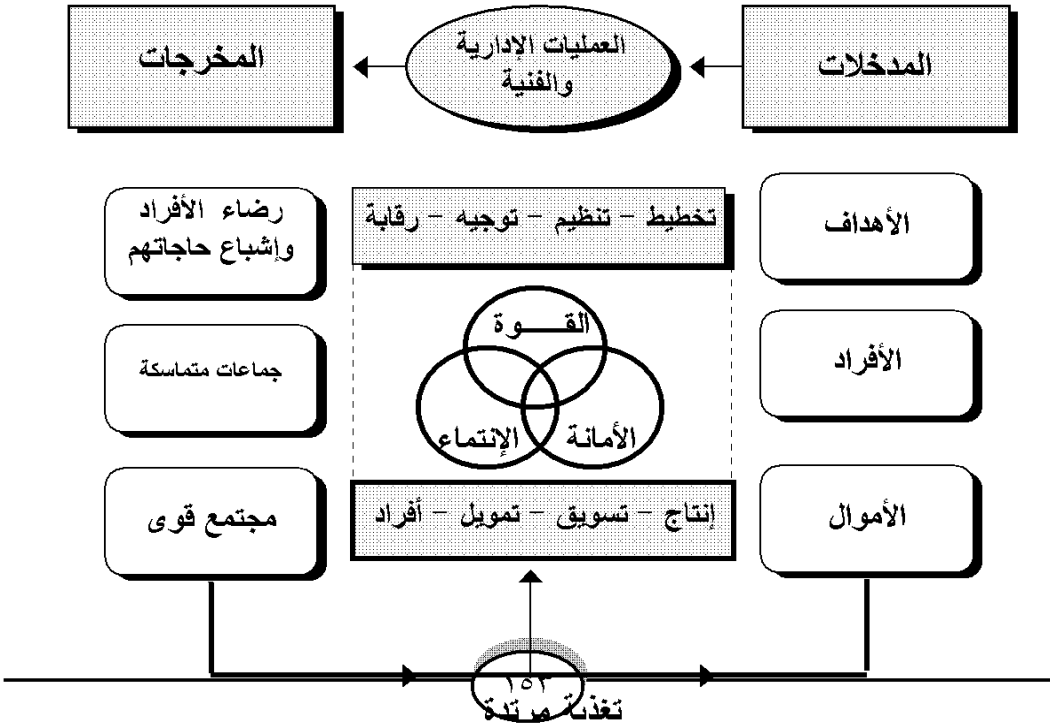 المدخلات
العمليات الإدارية
والفنية
المخرجات
الأهداف
تخطيط - تنظيم - توجيه - رقابة
رضاء الأفراد
وإشباع حاجاتهم
الأفراد
القـــوة
الأمانة
الإنتماء
جماعات متماسكة
الأموال
إنتاج - تسويق - تمويل - أفراد
مجتمع قوى
١٥٣
تغذية مرتدة